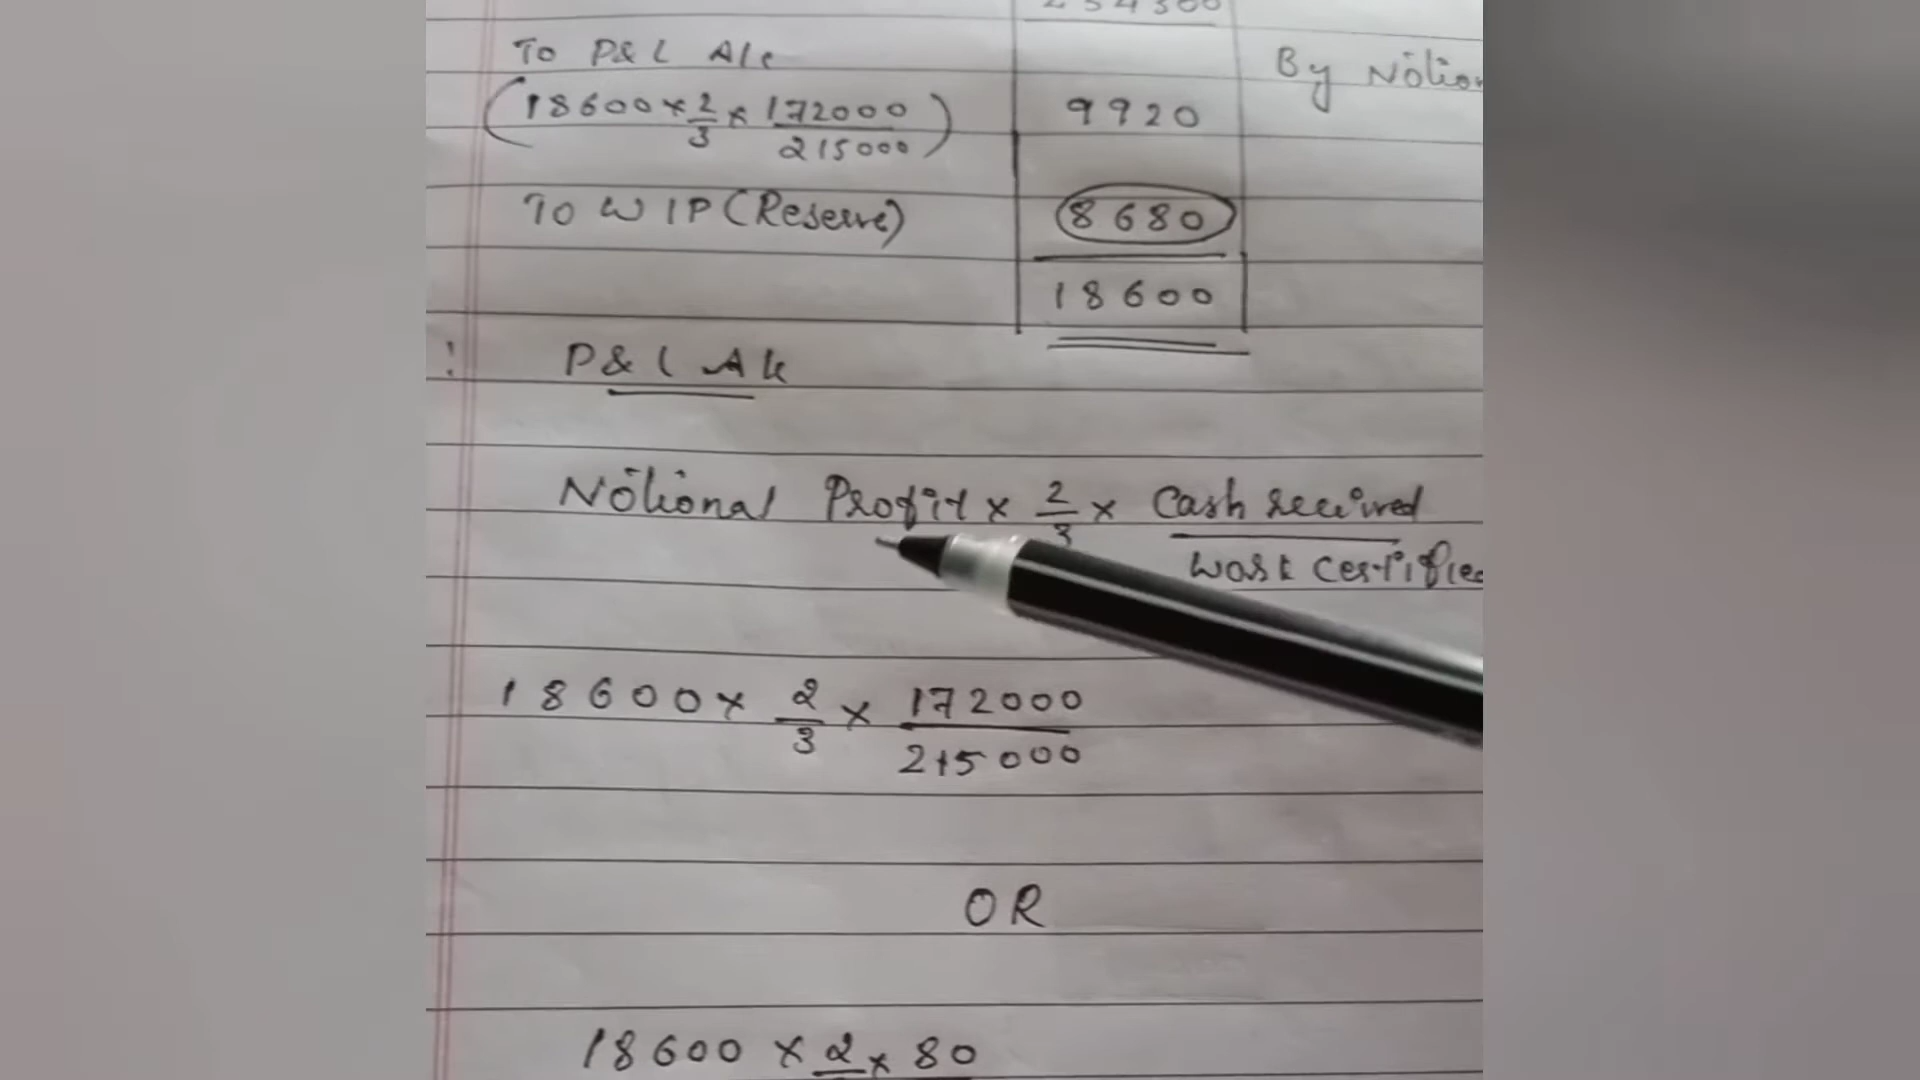 To P&L A/c
By Notion
(18600 x 2/3 x 172000/215000)
9920
To WIP (Reserve)
8680
18600
: P&L A/c
Notional Profit x 2/3 x Cash received
work certified
18600 x 2/3 x 172000
215000
OR
18600 x 2 x 80